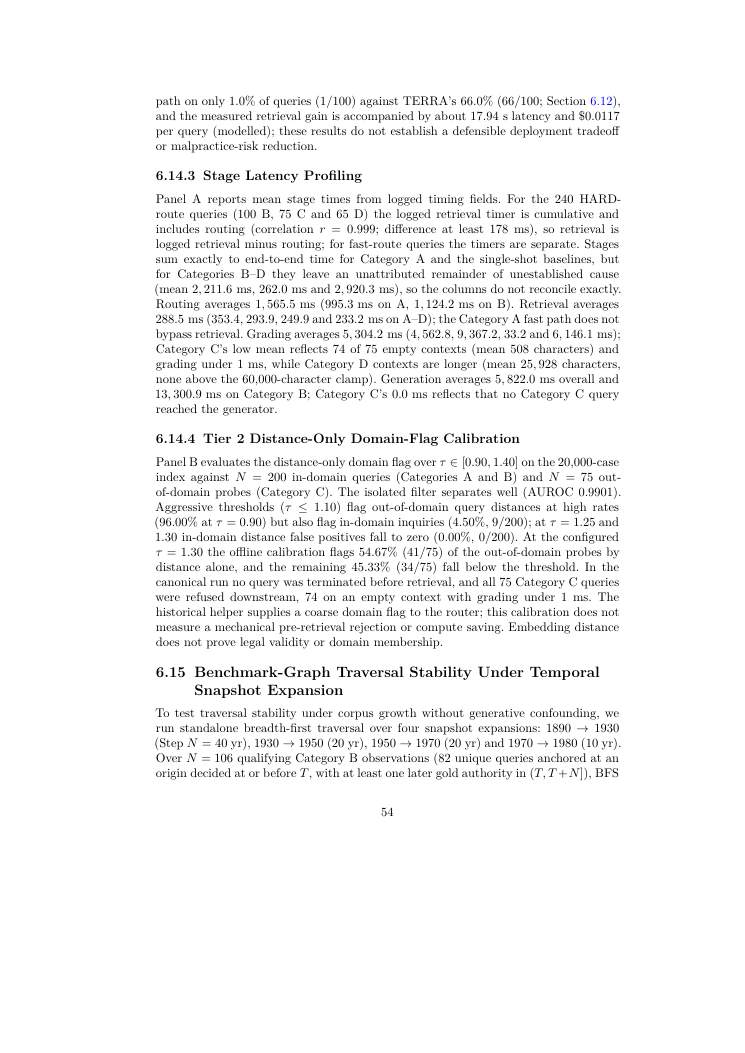 path on only 1.0% of queries (1/100) against TERRA's 66.0% (66/100; Section 6.12),
and the measured retrieval gain is accompanied by about 17.94 s latency and $0.0117
per query (modelled); these results do not establish a defensible deployment tradeoff
or malpractice-risk reduction.
6.14.3 Stage Latency Profiling
Panel A reports mean stage times from logged timing fields. For the 240 HARD-
route queries (100 B, 75 C and 65 D) the logged retrieval timer is cumulative and
includes routing (correlation r = 0.999; difference at least 178 ms), so retrieval is
logged retrieval minus routing; for fast-route queries the timers are separate. Stages
sum exactly to end-to-end time for Category A and the single-shot baselines, but
for Categories B–D they leave an unattributed remainder of unestablished cause
(mean 2, 211.6 ms, 262.0 ms and 2, 920.3 ms), so the columns do not reconcile exactly.
Routing averages 1, 565.5 ms (995.3 ms on A, 1, 124.2 ms on B). Retrieval averages
288.5 ms (353.4, 293.9, 249.9 and 233.2 ms on A–D); the Category A fast path does not
bypass retrieval. Grading averages 5, 304.2 ms (4, 562.8, 9, 367.2, 33.2 and 6, 146.1 ms);
Category C's low mean reflects 74 of 75 empty contexts (mean 508 characters) and
grading under 1 ms, while Category D contexts are longer (mean 25, 928 characters,
none above the 60,000-character clamp). Generation averages 5, 822.0 ms overall and
13, 300.9 ms on Category B; Category C's 0.0 ms reflects that no Category C query
reached the generator.
6.14.4 Tier 2 Distance-Only Domain-Flag Calibration
Panel B evaluates the distance-only domain flag over τ ∈ [0.90, 1.40] on the 20,000-case
index against N = 200 in-domain queries (Categories A and B) and N = 75 out-
of-domain probes (Category C). The isolated filter separates well (AUROC 0.9901).
Aggressive thresholds (τ ≤ 1.10) flag out-of-domain query distances at high rates
(96.00% at τ = 0.90) but also flag in-domain inquiries (4.50%, 9/200); at τ = 1.25 and
1.30 in-domain distance false positives fall to zero (0.00%, 0/200). At the configured
τ = 1.30 the offline calibration flags 54.67% (41/75) of the out-of-domain probes by
distance alone, and the remaining 45.33% (34/75) fall below the threshold. In the
canonical run no query was terminated before retrieval, and all 75 Category C queries
were refused downstream, 74 on an empty context with grading under 1 ms. The
historical helper supplies a coarse domain flag to the router; this calibration does not
measure a mechanical pre-retrieval rejection or compute saving. Embedding distance
does not prove legal validity or domain membership.
6.15 Benchmark-Graph Traversal Stability Under Temporal
Snapshot Expansion
To test traversal stability under corpus growth without generative confounding, we
run standalone breadth-first traversal over four snapshot expansions: 1890 → 1930
(Step N = 40 yr), 1930 → 1950 (20 yr), 1950 → 1970 (20 yr) and 1970 → 1980 (10 yr).
Over N = 106 qualifying Category B observations (82 unique queries anchored at an
origin decided at or before T, with at least one later gold authority in (T, T+N]), BFS
54